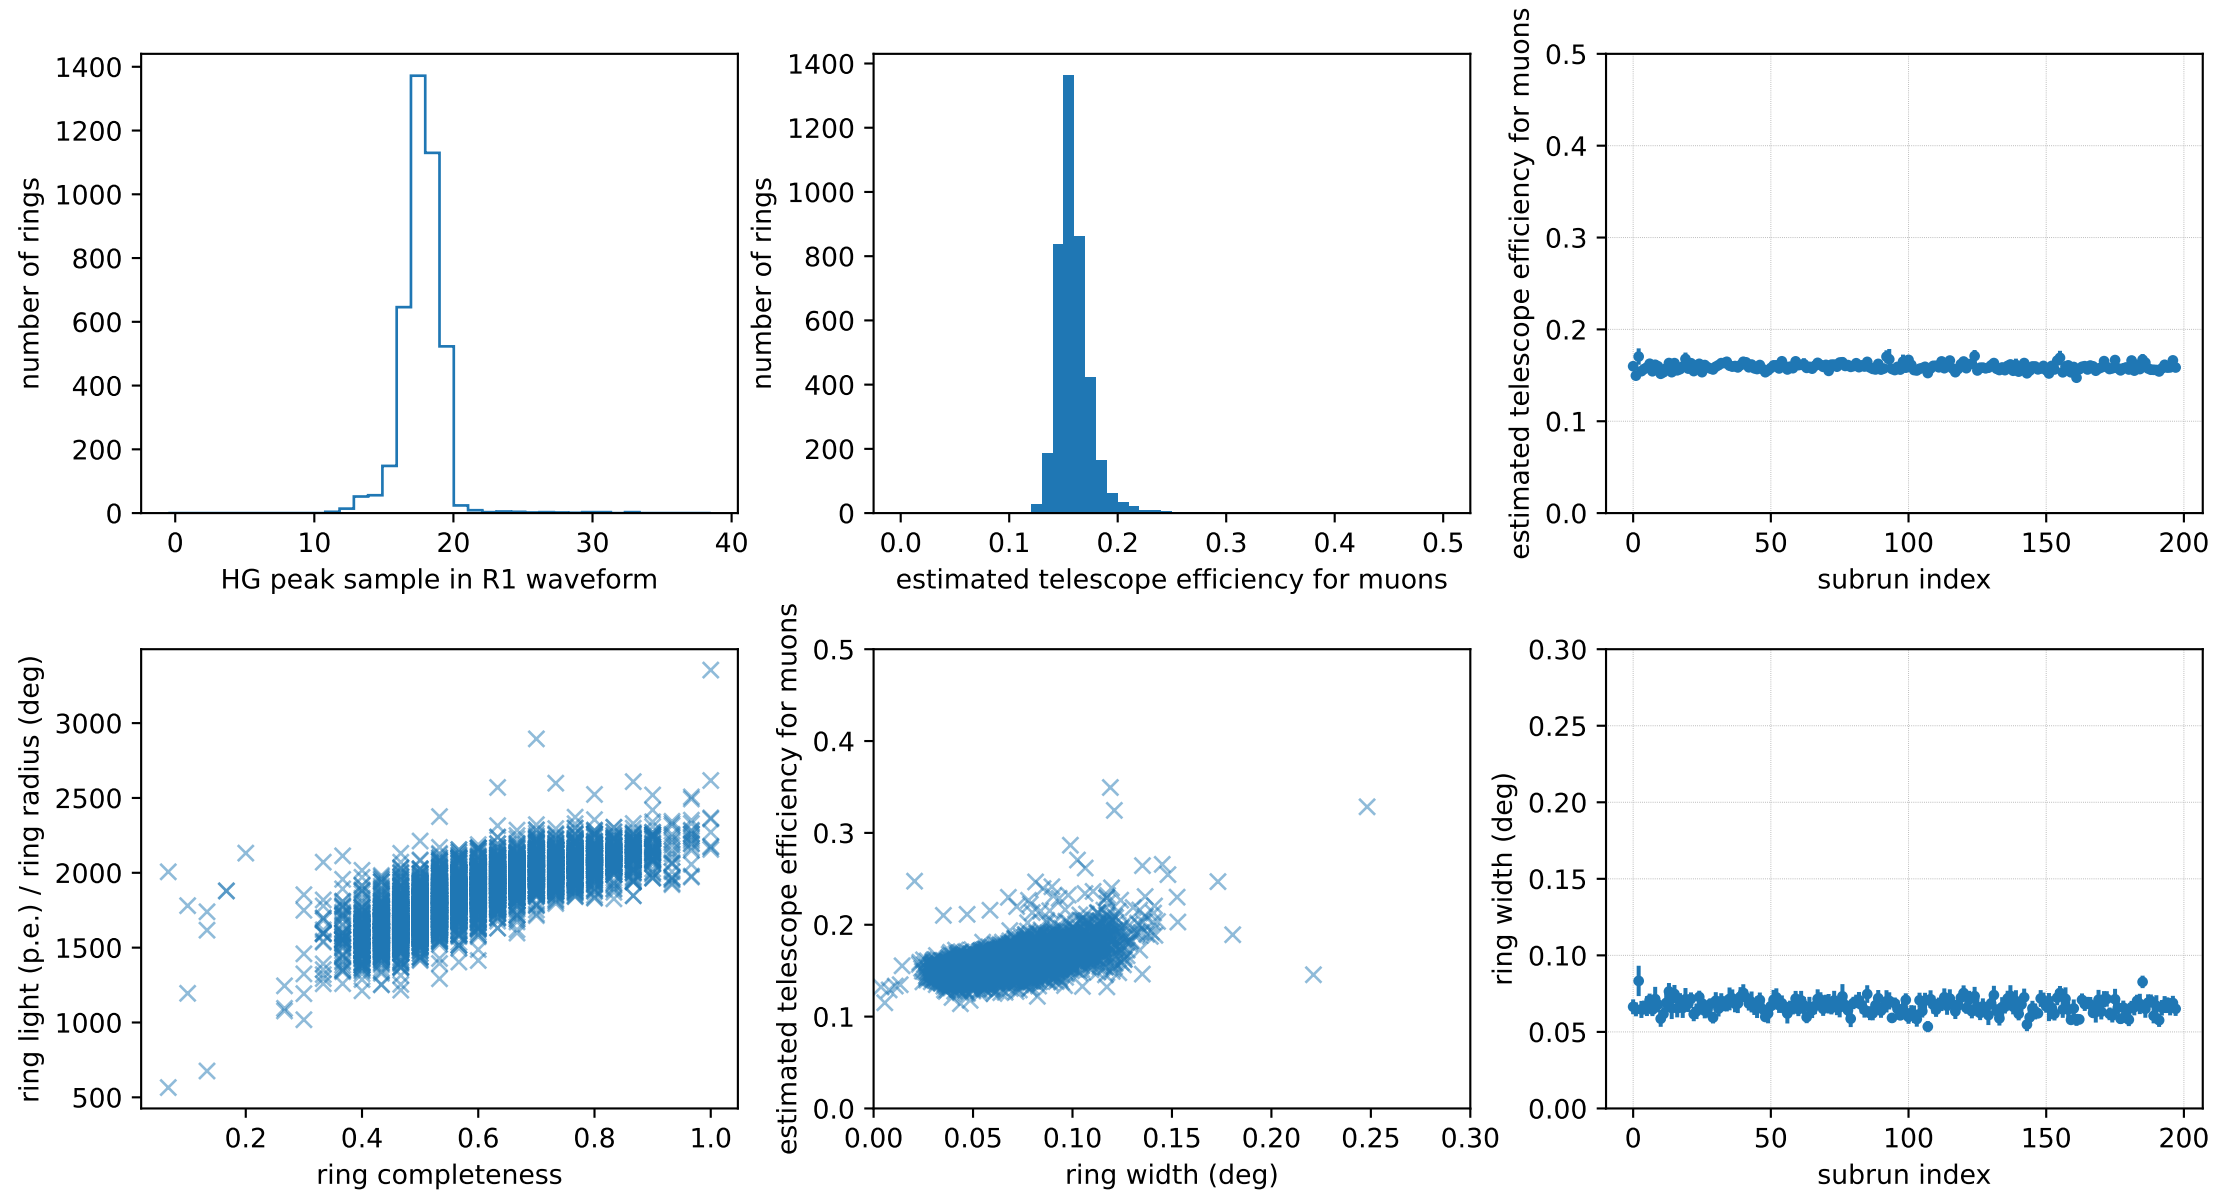 number of rings
1400
1200
1000
800
600
400
200
0
0 10 20 30 40
HG peak sample in R1 waveform
number of rings
1400
1200
1000
800
600
400
200
0
0.0 0.1 0.2 0.3 0.4 0.5
estimated telescope efficiency for muons
estimated telescope efficiency for muons
0.5
0.4
0.3
0.2
0.1
0.0
0 50 100 150 200
subrun index
ring light (p.e.) / ring radius (deg)
3000
2500
2000
1500
1000
500
0.2 0.4 0.6 0.8 1.0
ring completeness
estimated telescope efficiency for muons
0.5
0.4
0.3
0.2
0.1
0.0
0.00 0.05 0.10 0.15 0.20 0.25 0.30
ring width (deg)
ring width (deg)
0.30
0.25
0.20
0.15
0.10
0.05
0.00
0 50 100 150 200
subrun index